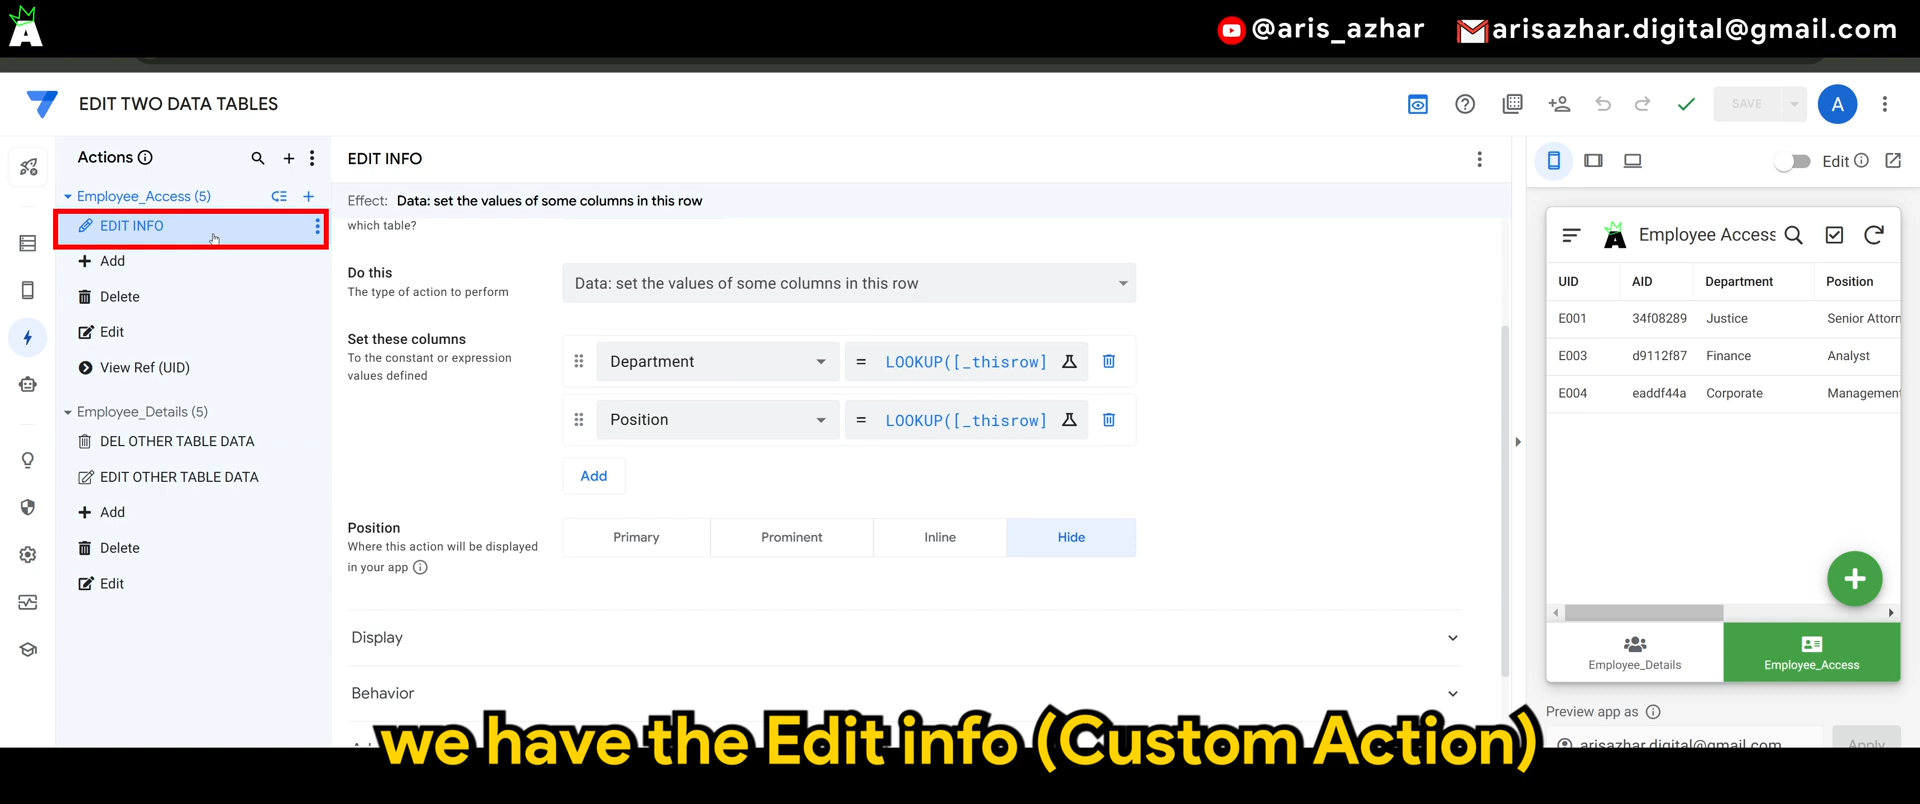 @aris_azhar
arisazhar.digital@gmail.com
EDIT TWO DATA TABLES
SAVE
A
Actions
EDIT INFO
Edit
Employee_Access (5)
Effect: Data: set the values of some columns in this row
EDIT INFO
which table?
Add
Delete
Edit
View Ref (UID)
Employee_Details (5)
DEL OTHER TABLE DATA
EDIT OTHER TABLE DATA
Add
Delete
Edit
Do this
The type of action to perform
Data: set the values of some columns in this row
Set these columns
To the constant or expression
values defined
Department = LOOKUP([_thisrow]
Position = LOOKUP([_thisrow]
Add
Position
Where this action will be displayed
in your app
Primary Prominent Inline Hide
Display
Behavior
Employee Access
UID AID Department Position
E001 34f08289 Justice Senior Attorn
E003 d9112f87 Finance Analyst
E004 eaddf44a Corporate Management
Employee_Details Employee_Access
Preview app as
arisazhar.digital@gmail.com Apply
we have the Edit info (Custom Action)